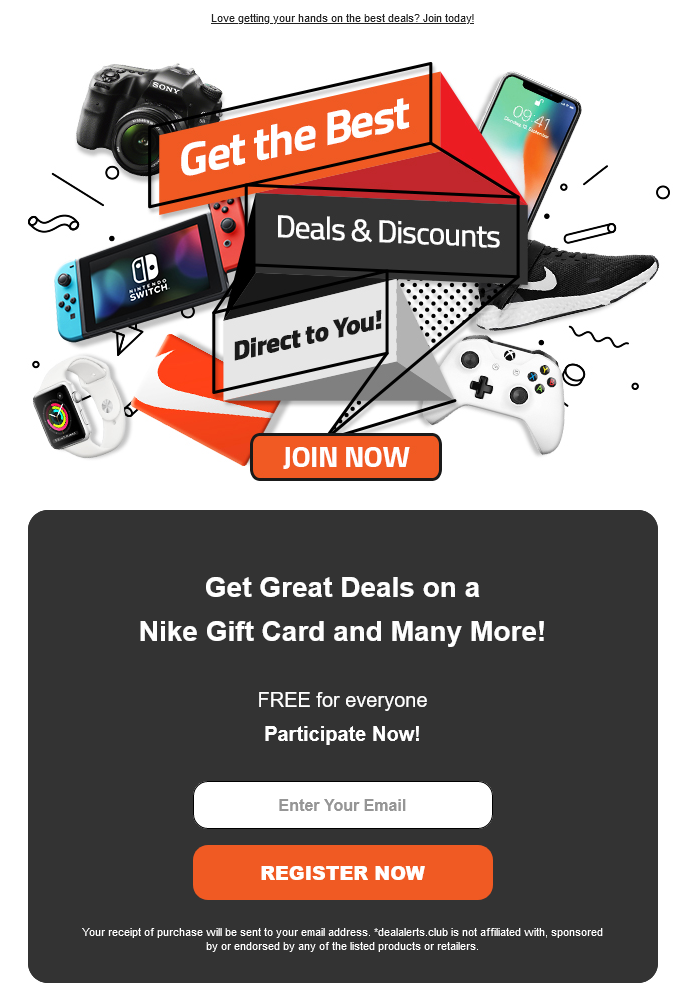 Love getting your hands on the best deals? Join today!
SONY
Get the Best
09:41
Deals & Discounts
NINTENDO
SWITCH
Direct to You!
JOIN NOW
Get Great Deals on a
Nike Gift Card and Many More!
FREE for everyone
Participate Now!
Enter Your Email
REGISTER NOW
Your receipt of purchase will be sent to your email address. *dealalerts.club is not affiliated with, sponsored
by or endorsed by any of the listed products or retailers.